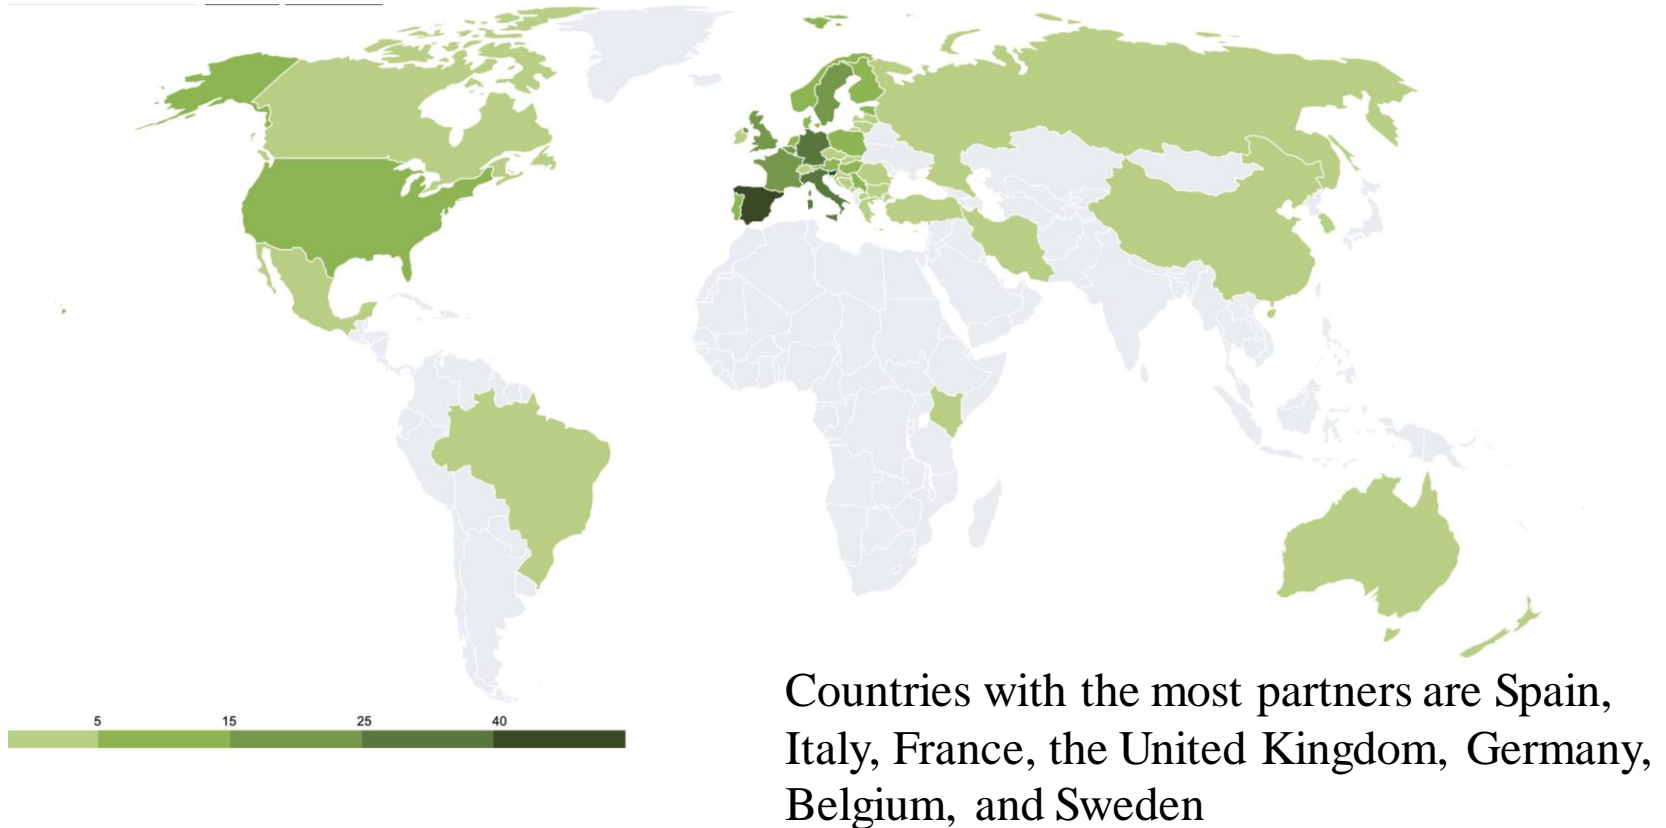 5 15 25 40
Countries with the most partners are Spain,
Italy, France, the United Kingdom, Germany,
Belgium, and Sweden